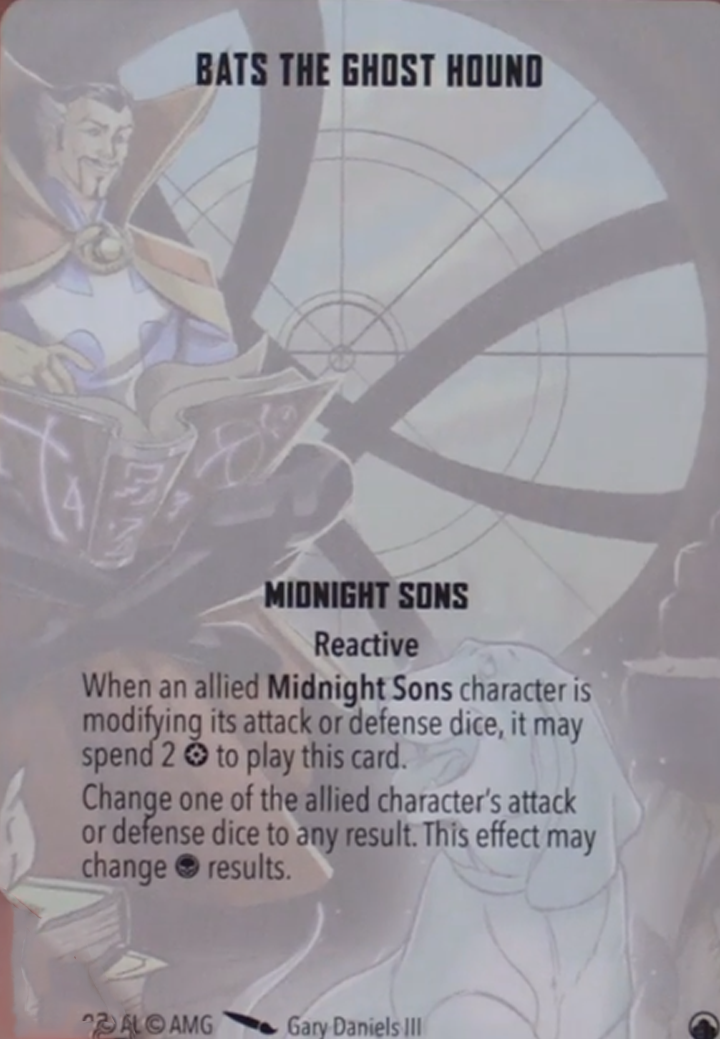 BATS THE GHOST HOUND
MIDNIGHT SONS
Reactive
When an allied Midnight Sons character is
modifying its attack or defense dice, it may
spend 2 to play this card.
Change one of the allied character's attack
or defense dice to any result. This effect may
change results.
© AMG Gary Daniels III